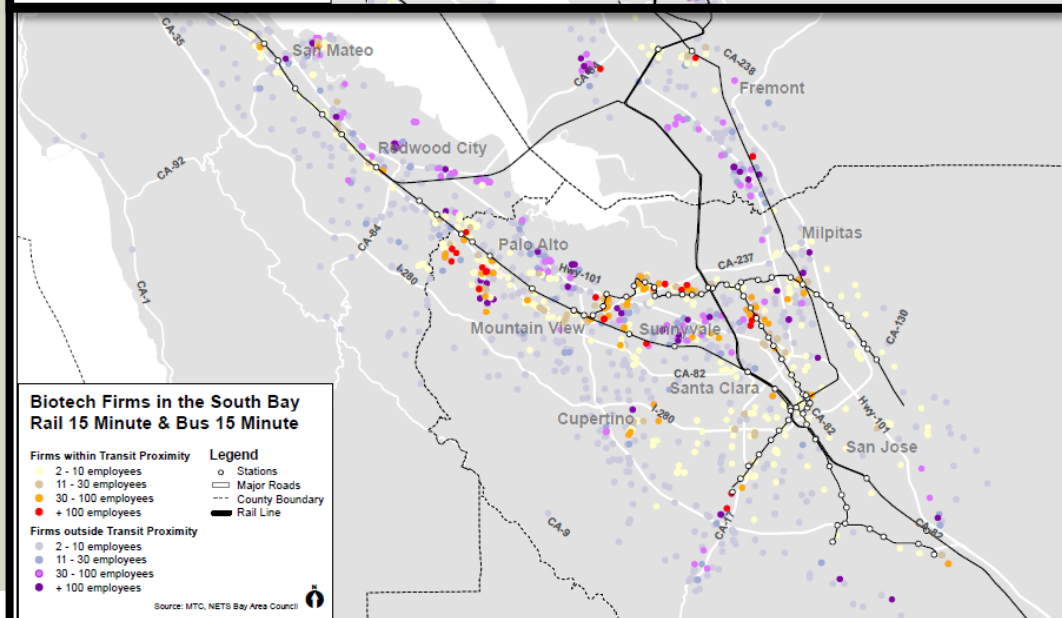 CA-35
San Mateo
CA-84
CA-238
Fremont
Redwood City
CA-92
CA-84
Palo Alto
Milpitas
CA-237
Hwy-101
I-280
CA-1
Mountain View
Sunnyvale
CA-130
CA-82
Santa Clara
Cupertino
I-280
CA-82
Hwy-101
San Jose
CA-9
CA-17
CA-82
Biotech Firms in the South Bay
Rail 15 Minute & Bus 15 Minute
Firms within Transit Proximity
2 - 10 employees
11 - 30 employees
30 - 100 employees
+ 100 employees
Firms outside Transit Proximity
2 - 10 employees
11 - 30 employees
30 - 100 employees
+ 100 employees
Legend
Stations
Major Roads
County Boundary
Rail Line
N
Source: MTC, NETS Bay Area Council